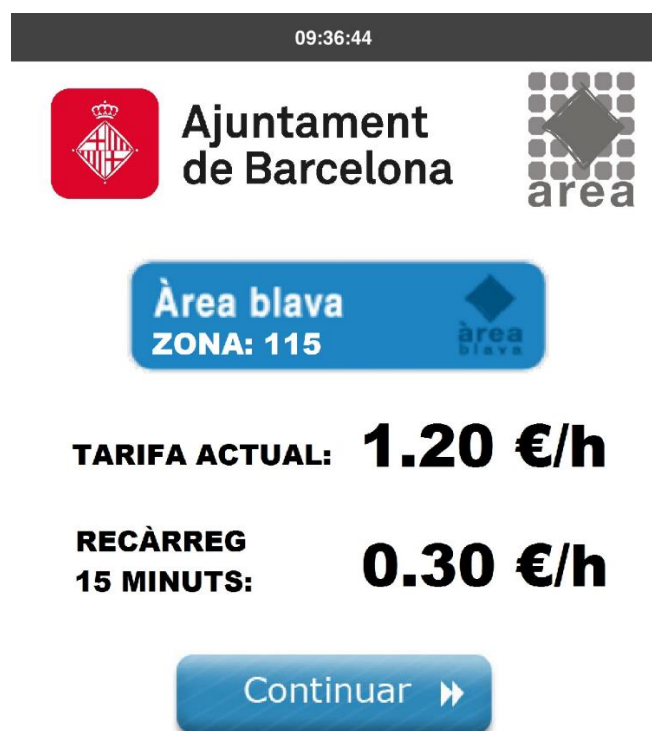 09:36:44
Ajuntament
de Barcelona
àrea
Àrea blava
ZONA: 115
àrea
blava
TARIFA ACTUAL: 1.20 €/h
RECÀRREG
15 MINUTS: 0.30 €/h
Continuar